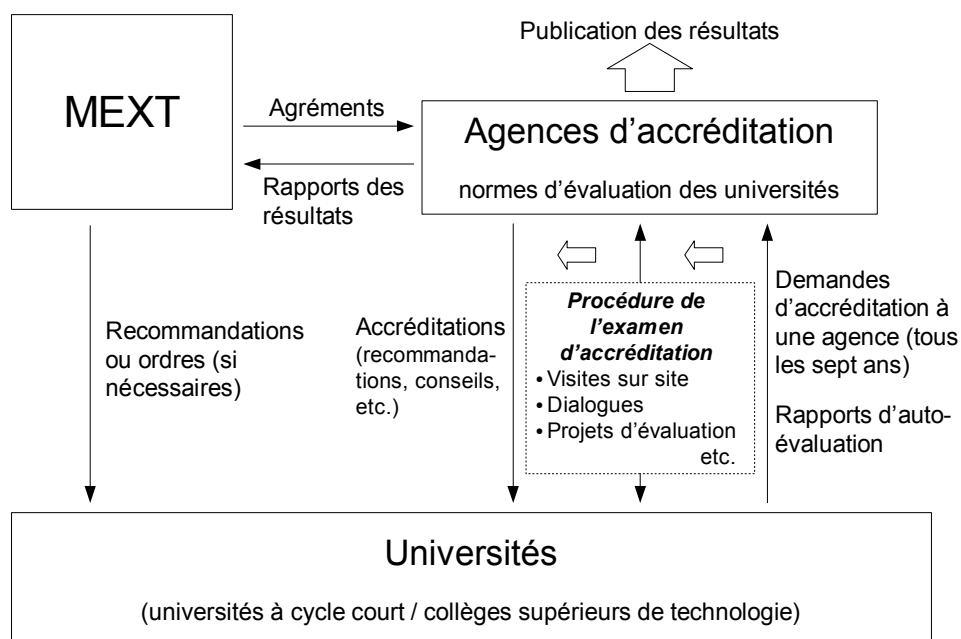 Publication des résultats
MEXT
Agréments
Agences d'accréditation
Rapports des
résultats
normes d'évaluation des universités
Recommandations
ou ordres (si
nécessaires)
Accréditations
(recommanda-
tions, conseils,
etc.)
Procédure de
l'examen
d'accréditation
• Visites sur site
• Dialogues
• Projets d'évaluation
etc.
Demandes
d'accréditation à
une agence (tous
les sept ans)
Rapports d'auto-
évaluation
Universités
(universités à cycle court / collèges supérieurs de technologie)